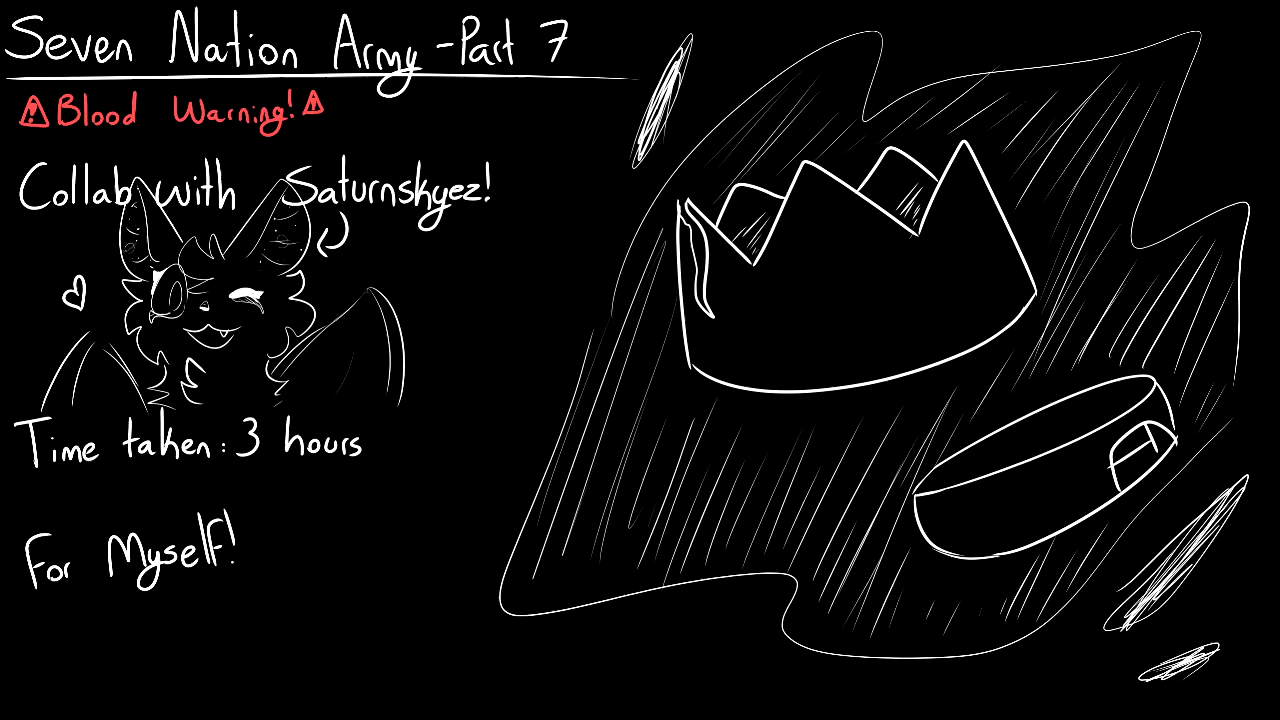 Seven Nation Army - Part 7
⚠Blood Warning!⚠
Collab with Saturnskyez!
Time taken: 3 hours
For Myself!